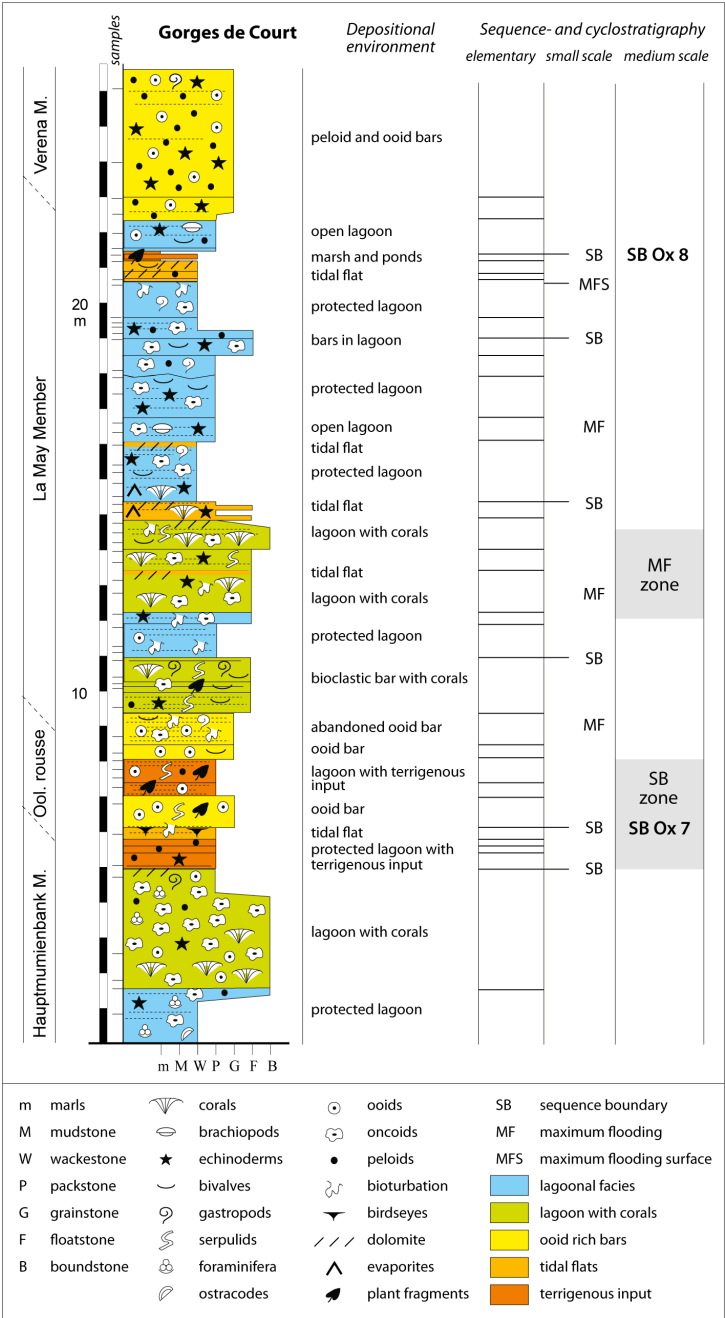 samples
Gorges de Court
Depositional
environment
Sequence- and cyclostratigraphy
elementary small scale medium scale
Verena M.
La May Member
Ool. rousse
Hauptmumienbank M.
20
m
10
peloid and ooid bars
open lagoon
marsh and ponds
tidal flat
protected lagoon
bars in lagoon
protected lagoon
open lagoon
tidal flat
protected lagoon
tidal flat
lagoon with corals
tidal flat
lagoon with corals
protected lagoon
bioclastic bar with corals
abandoned ooid bar
ooid bar
lagoon with terrigenous
input
ooid bar
tidal flat
protected lagoon with
terrigenous input
lagoon with corals
protected lagoon
SB SB Ox 8
MFS
SB
MF
SB
MF
zone
MF
SB
MF
SB
zone
SB SB Ox 7
SB
m M W P G F B
m marls corals ooids SB sequence boundary
M mudstone brachiopods oncoids MF maximum flooding
W wackestone echinoderms peloids MFS maximum flooding surface
P packstone bivalves bioturbation lagoonal facies
G grainstone gastropods birdseyes lagoon with corals
F floatstone serpulids dolomite ooid rich bars
B boundstone foraminifera evaporites tidal flats
ostracodes plant fragments terrigenous input